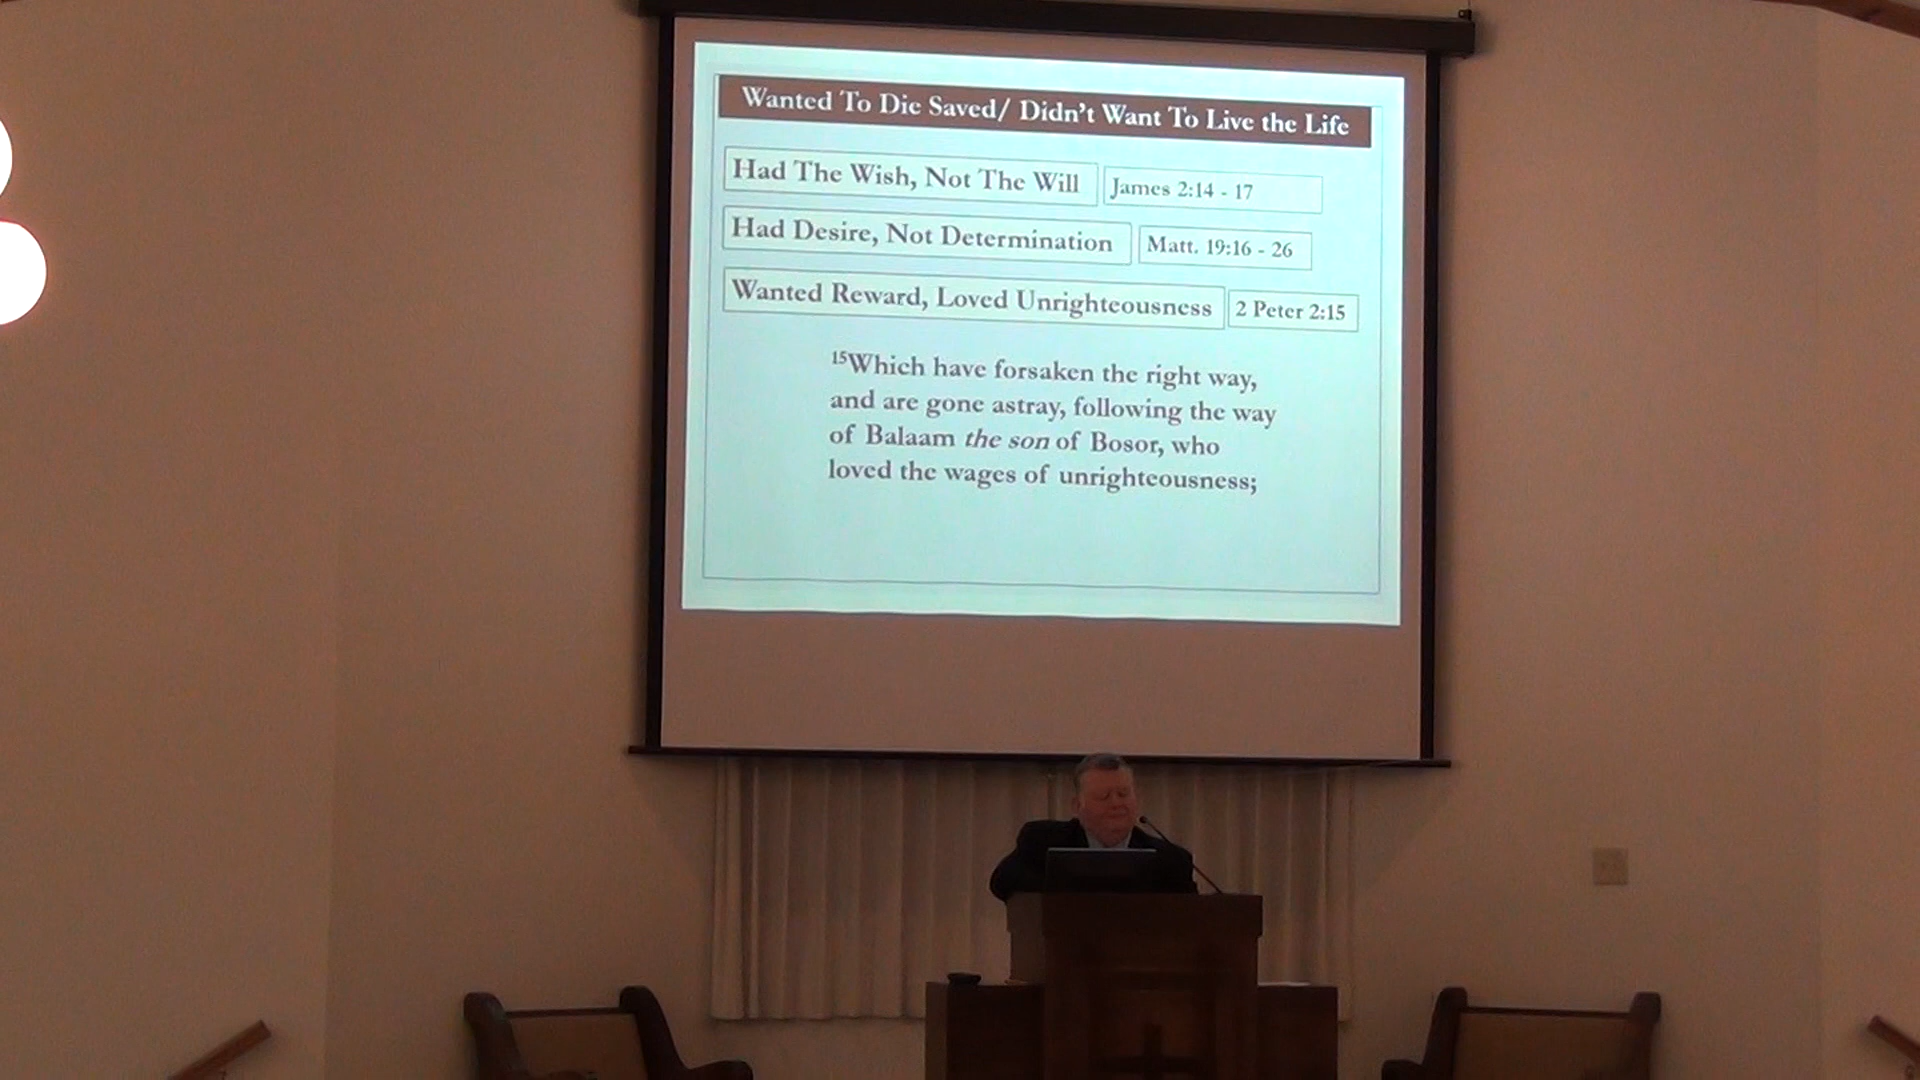 Wanted To Die Saved/ Didn't Want To Live the Life
Had The Wish, Not The Will James 2:14 - 17
Had Desire, Not Determination Matt. 19:16 - 26
Wanted Reward, Loved Unrighteousness 2 Peter 2:15
15Which have forsaken the right way,
and are gone astray, following the way
of Balaam the son of Bosor, who
loved the wages of unrighteousness;